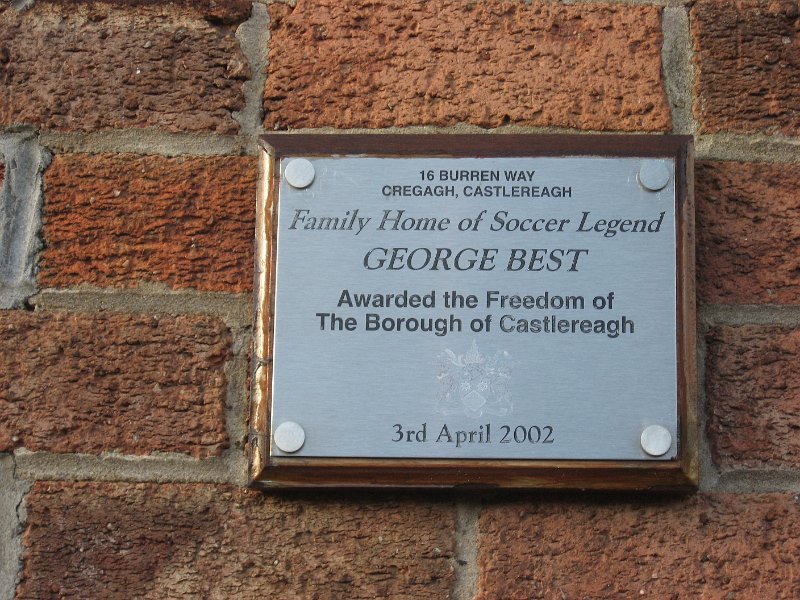 16 BURREN WAY
CREGAGH, CASTLEREAGH
Family Home of Soccer Legend
GEORGE BEST
Awarded the Freedom of
The Borough of Castlereagh
3rd April 2002